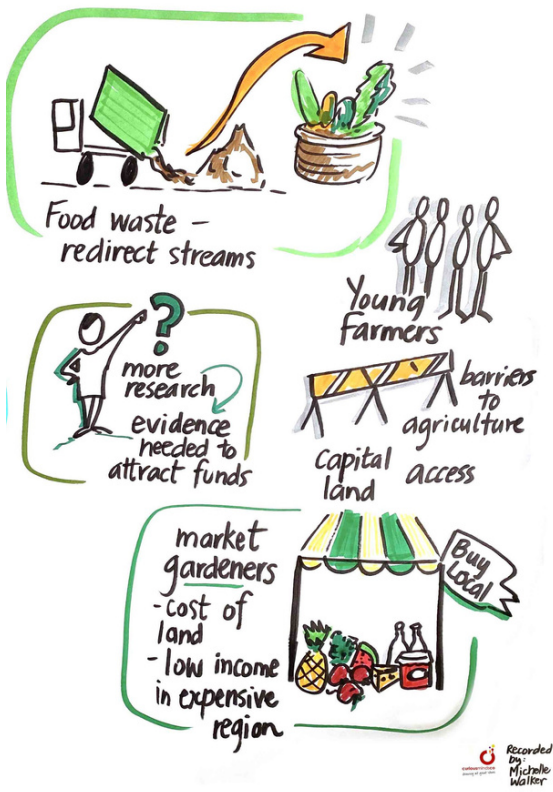 Food waste –
redirect streams
Young
farmers
?
more
research
evidence
needed to
attract funds
barriers
to
agriculture
capital
land access
market
gardeners
- cost of
land
- low income
in expensive
region
Buy
Local
Recorded
by:
Michelle
Walker